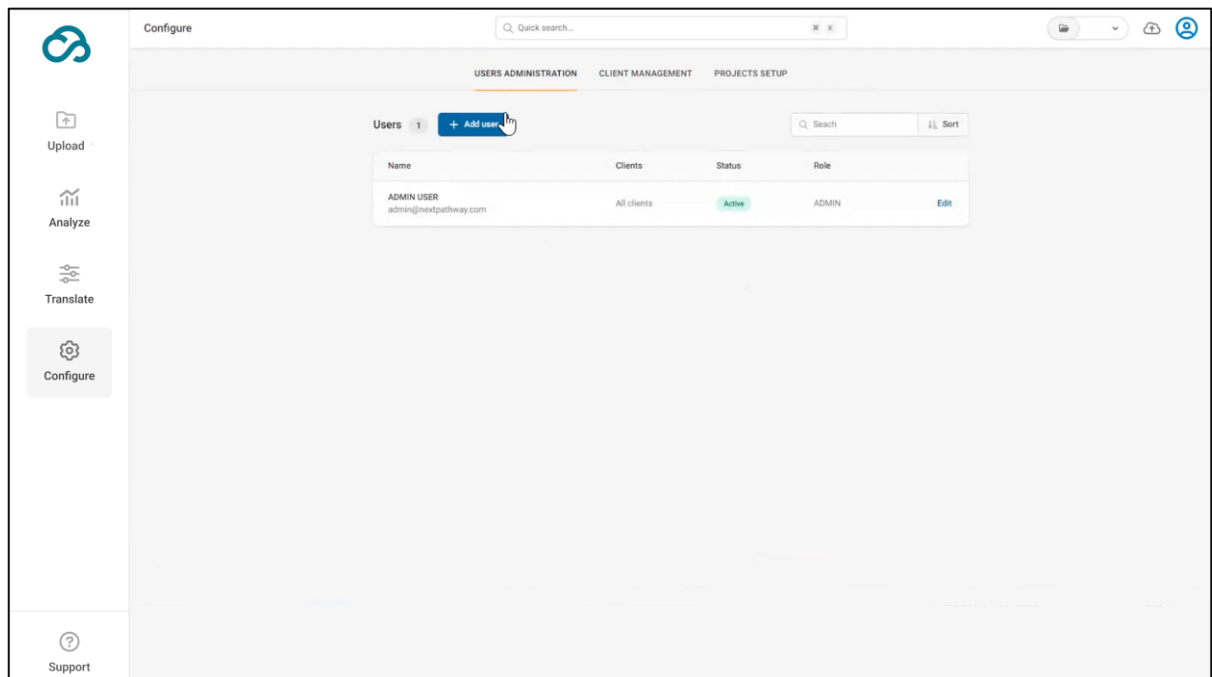 Configure
Quick search...
⌘ K
Upload
Analyze
Translate
Configure
Support
USERS ADMINISTRATION CLIENT MANAGEMENT PROJECTS SETUP
Users 1 + Add user
Seach Sort
Name Clients Status Role
ADMIN USER
admin@nextpathway.com
All clients Active ADMIN Edit